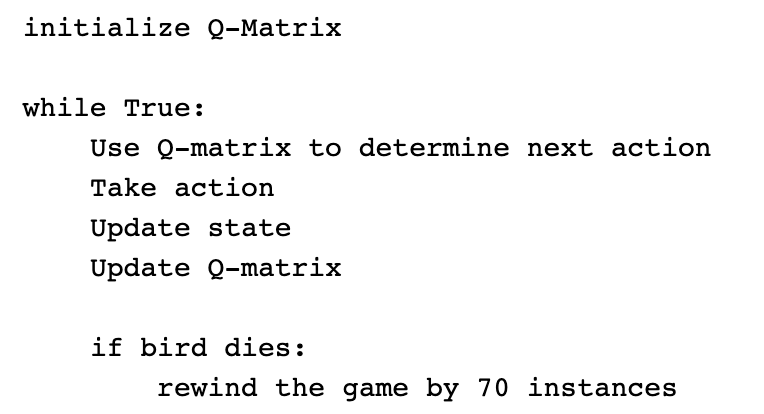 initialize Q-Matrix

while True:
    Use Q-matrix to determine next action
    Take action
    Update state
    Update Q-matrix

    if bird dies:
        rewind the game by 70 instances